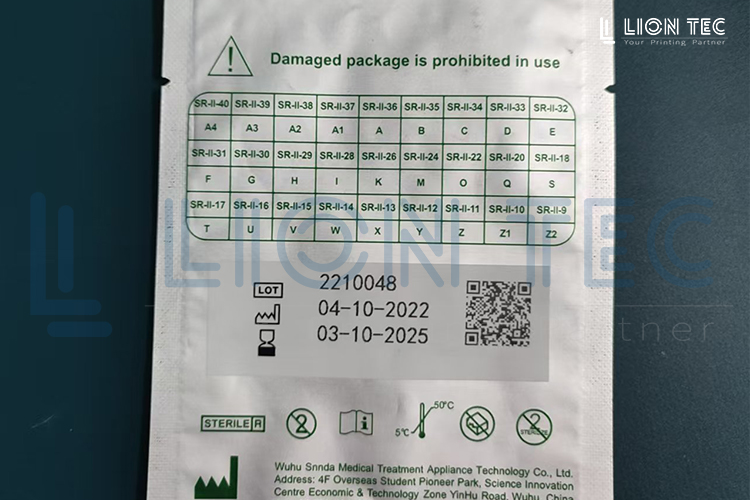 LION TEC
Your Printing Partner
Damaged package is prohibited in use
SR-II-40 SR-II-39 SR-II-38 SR-II-37 SR-II-36 SR-II-35 SR-II-34 SR-II-33 SR-II-32
A4 A3 A2 A1 A B C D E
SR-II-31 SR-II-30 SR-II-29 SR-II-28 SR-II-26 SR-II-24 SR-II-22 SR-II-20 SR-II-18
F G H I K M O Q S
SR-II-17 SR-II-16 SR-II-15 SR-II-14 SR-II-13 SR-II-12 SR-II-11 SR-II-10 SR-II-9
T U V W X Y Z Z1 Z2
LION TEC
LOT 2210048
04-10-2022
03-10-2025
Partner
STERILE R 2 i 5°C 50°C 2 STERILIZE
Wuhu Snnda Medical Treatment Appliance Technology Co., Ltd.
Address: 4F Overseas Student Pioneer Park, Science Innovation
Centre Economic & Technology Zone YinHu Road, Wuhu, China